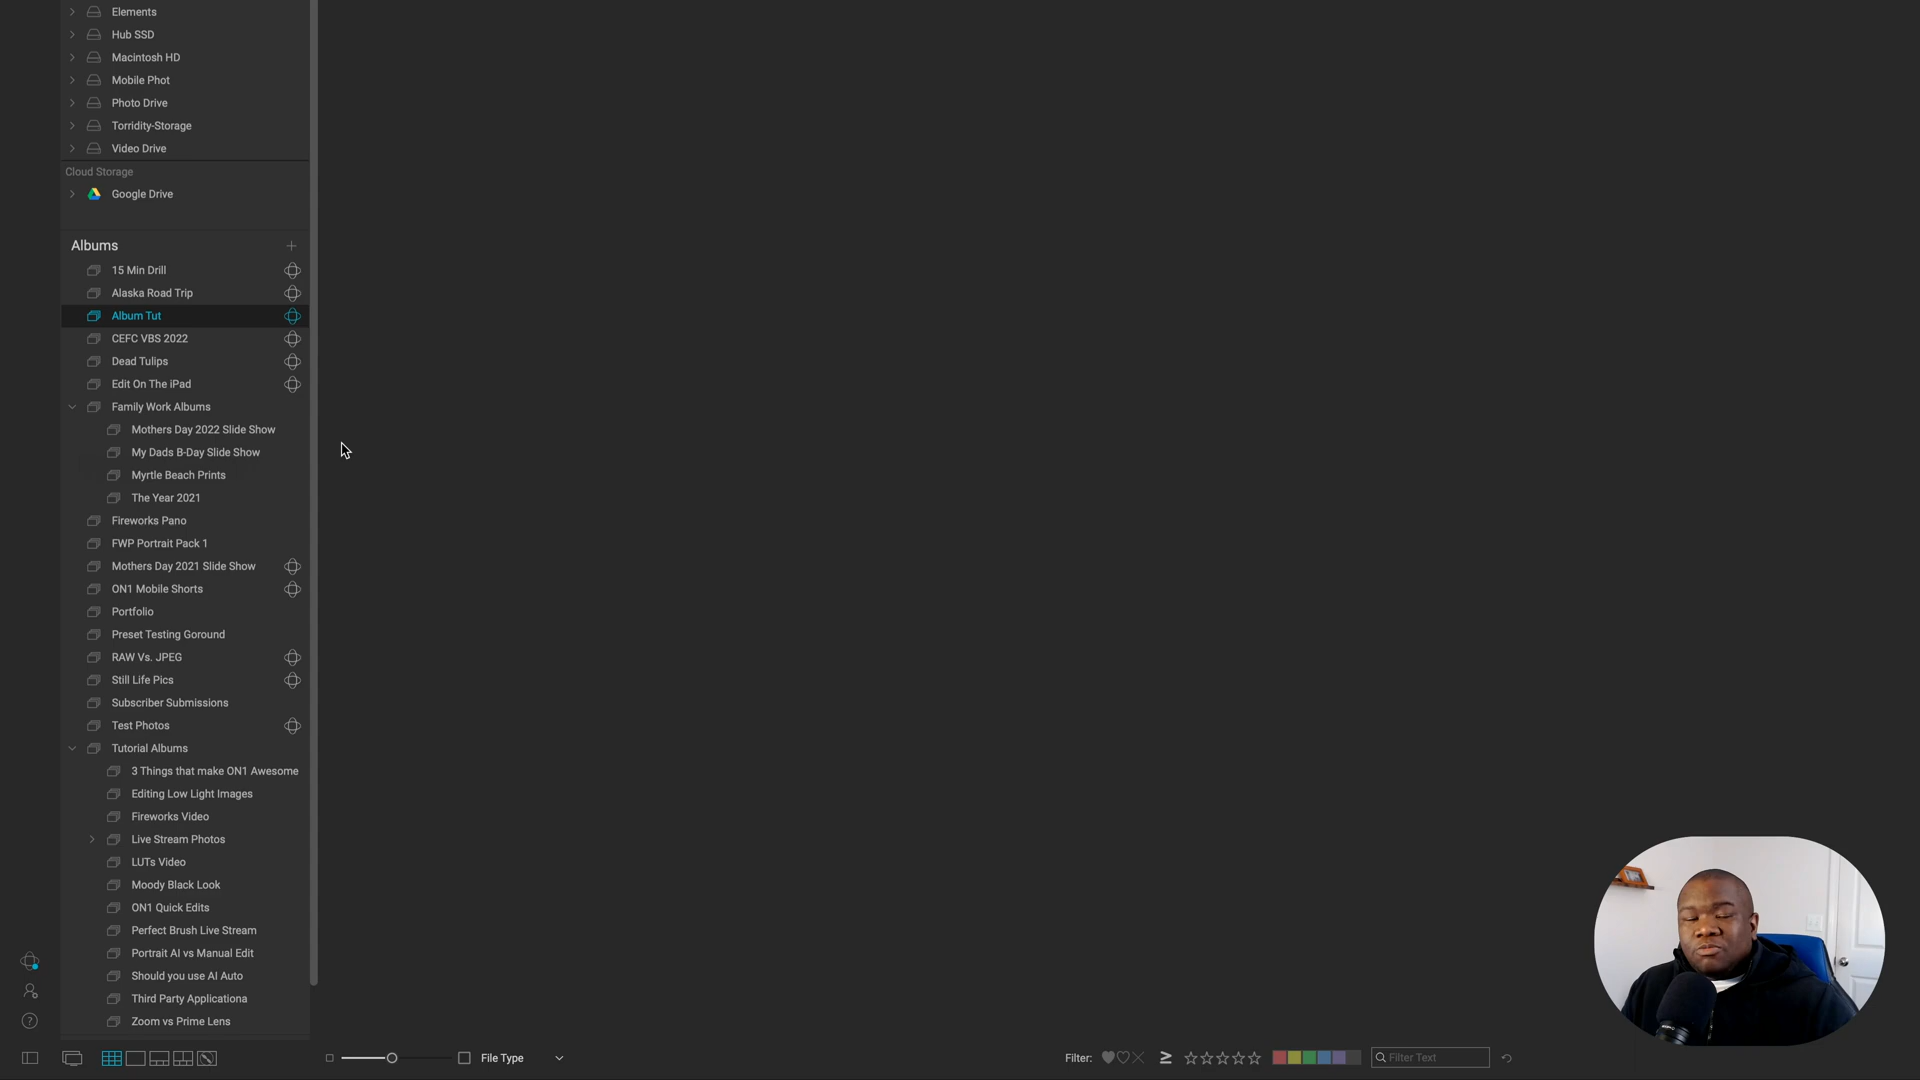 Elements
Hub SSD
Macintosh HD
Mobile Phot
Photo Drive
Torridity-Storage
Video Drive
Cloud Storage
Google Drive
Albums
15 Min Drill
Alaska Road Trip
Album Tut
CEFC VBS 2022
Dead Tulips
Edit On The iPad
Family Work Albums
Mothers Day 2022 Slide Show
My Dads B-Day Slide Show
Myrtle Beach Prints
The Year 2021
Fireworks Pano
FWP Portrait Pack 1
Mothers Day 2021 Slide Show
ON1 Mobile Shorts
Portfolio
Preset Testing Goround
RAW Vs. JPEG
Still Life Pics
Subscriber Submissions
Test Photos
Tutorial Albums
3 Things that make ON1 Awesome
Editing Low Light Images
Fireworks Video
Live Stream Photos
LUTs Video
Moody Black Look
ON1 Quick Edits
Perfect Brush Live Stream
Portrait AI vs Manual Edit
Should you use AI Auto
Third Party Applicationa
Zoom vs Prime Lens
File Type
Filter:
Filter Text